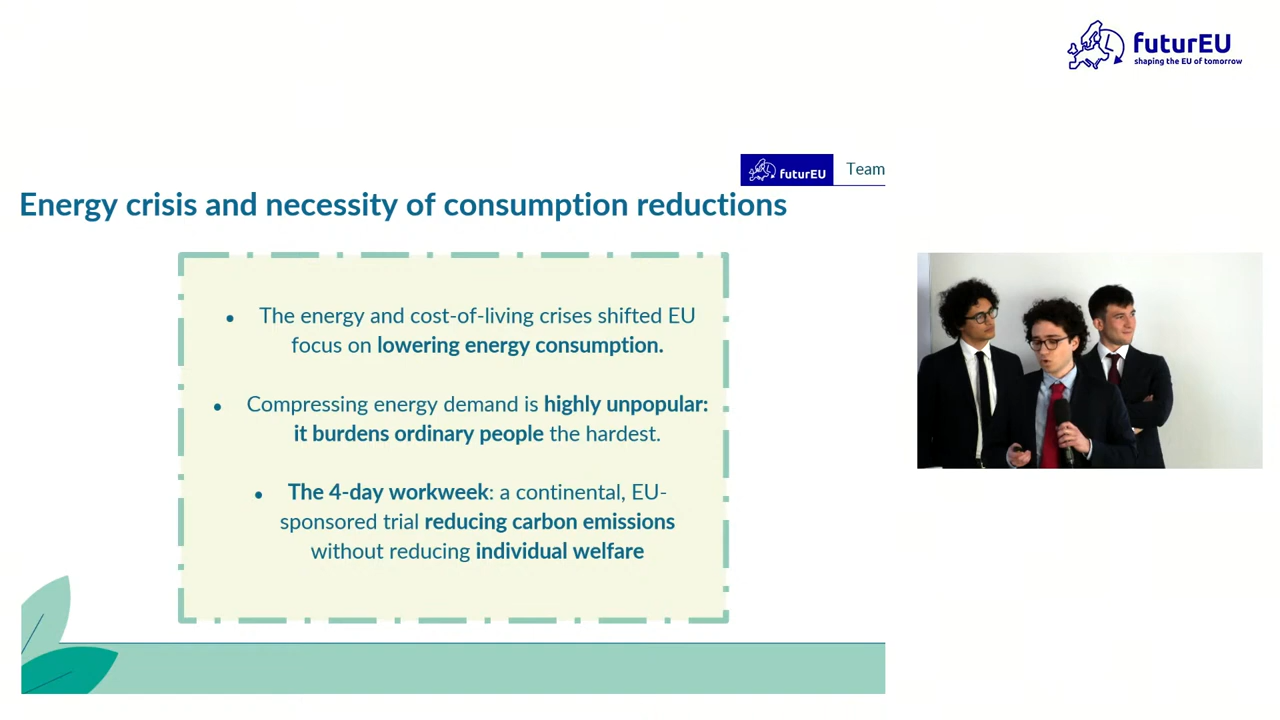 futurEU
shaping the EU of tomorrow
futurEU
Team
Energy crisis and necessity of consumption reductions
• The energy and cost-of-living crises shifted EU
focus on lowering energy consumption.
• Compressing energy demand is highly unpopular:
it burdens ordinary people the hardest.
• The 4-day workweek: a continental, EU-
sponsored trial reducing carbon emissions
without reducing individual welfare